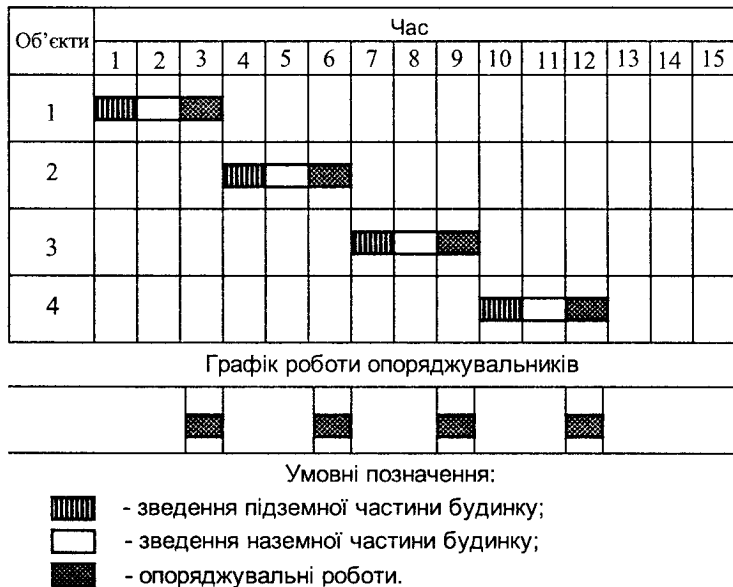 Об’єкти
Час
1 2 3 4 5 6 7 8 9 10 11 12 13 14 15
1
2
3
4
Графік роботи опоряджувальників
Умовні позначення:
- зведення підземної частини будинку;
- зведення наземної частини будинку;
- опоряджувальні роботи.